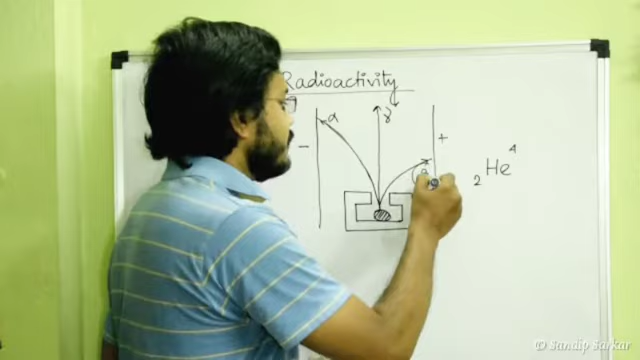 Radioactivity
α
γ
−
+
₂He⁴
© Sandip Sarkar